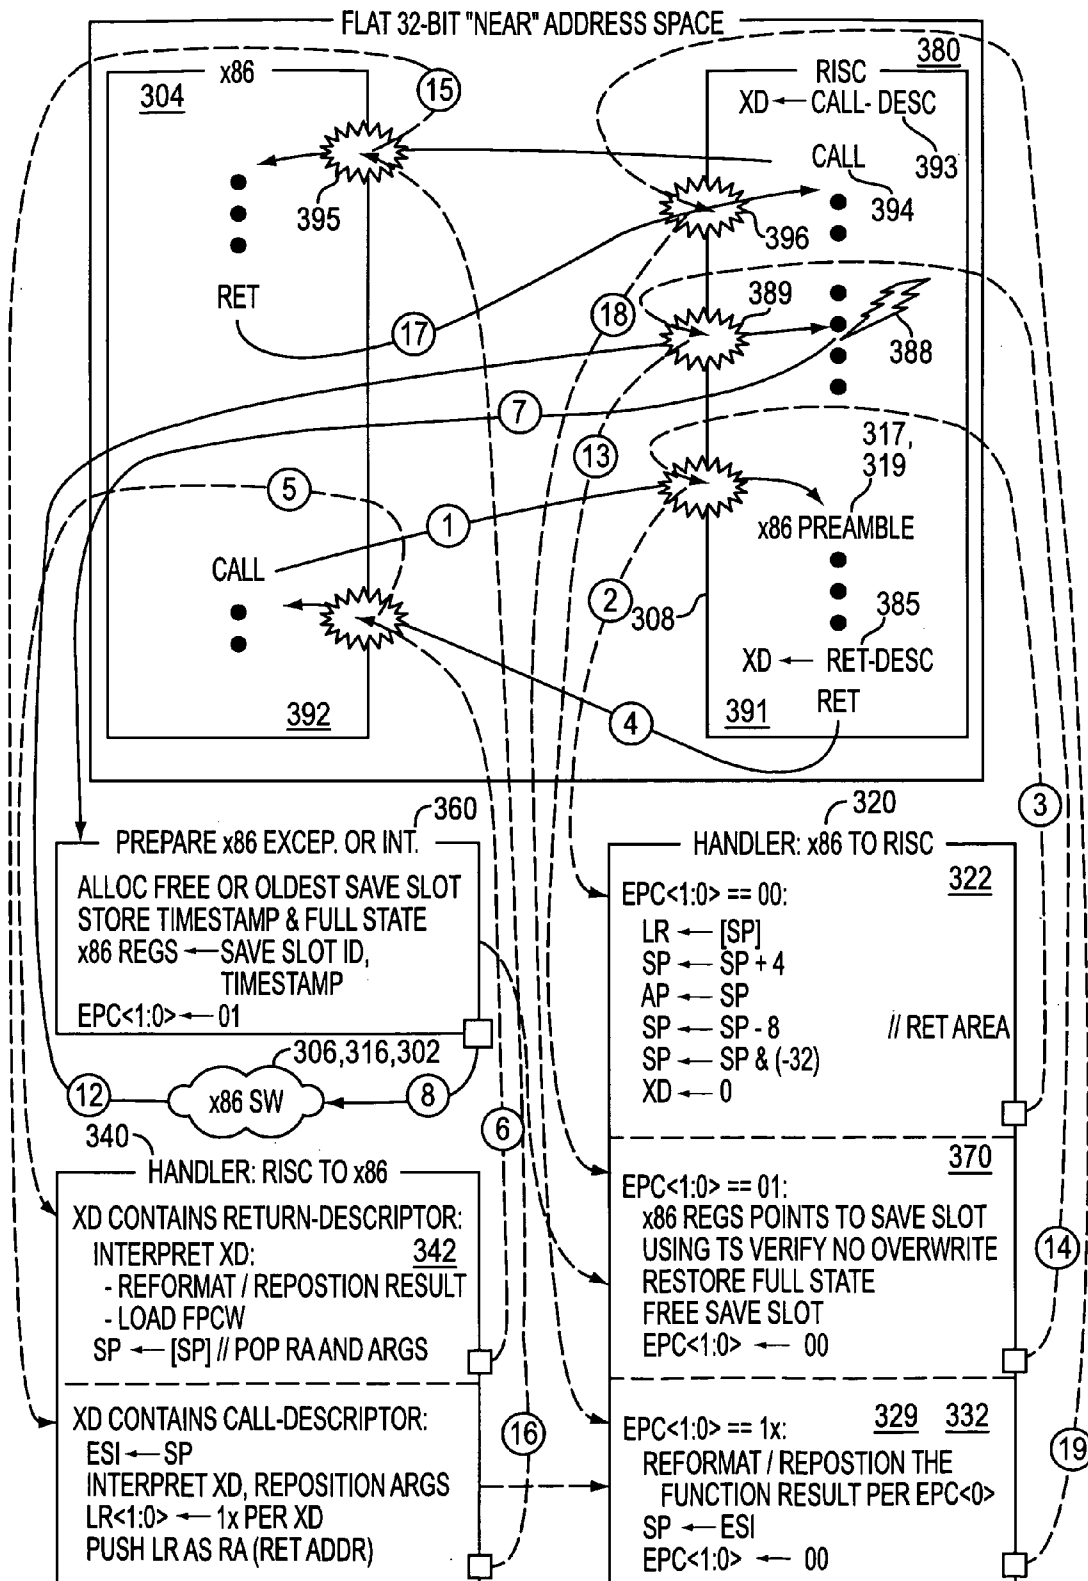 FLAT 32-BIT "NEAR" ADDRESS SPACE
x86
304
15
395
RET
17
5
1
CALL
392
4
7
380
RISC
XD ← CALL- DESC
393
CALL
394
396
18
389
388
13
317,
319
x86 PREAMBLE
2
308
385
XD ← RET-DESC
391
RET
3
360
PREPARE x86 EXCEP. OR INT.
ALLOC FREE OR OLDEST SAVE SLOT
STORE TIMESTAMP & FULL STATE
x86 REGS ← SAVE SLOT ID,
TIMESTAMP
EPC<1:0> ← 01
306,316,302
12
x86 SW
8
6
340
HANDLER: RISC TO x86
XD CONTAINS RETURN-DESCRIPTOR:
INTERPRET XD:
342
- REFORMAT / REPOSTION RESULT
- LOAD FPCW
SP ← [SP] // POP RA AND ARGS
XD CONTAINS CALL-DESCRIPTOR:
ESI ← SP
INTERPRET XD, REPOSITION ARGS
LR<1:0> ← 1x PER XD
PUSH LR AS RA (RET ADDR)
16
320
HANDLER: x86 TO RISC
322
EPC<1:0> == 00:
LR ← [SP]
SP ← SP + 4
AP ← SP
SP ← SP - 8 // RET AREA
SP ← SP & (-32)
XD ← 0
370
EPC<1:0> == 01:
x86 REGS POINTS TO SAVE SLOT
USING TS VERIFY NO OVERWRITE
RESTORE FULL STATE
FREE SAVE SLOT
EPC<1:0> ← 00
14
EPC<1:0> == 1x:
329 332
REFORMAT / REPOSTION THE
FUNCTION RESULT PER EPC<0>
SP ← ESI
EPC<1:0> ← 00
19